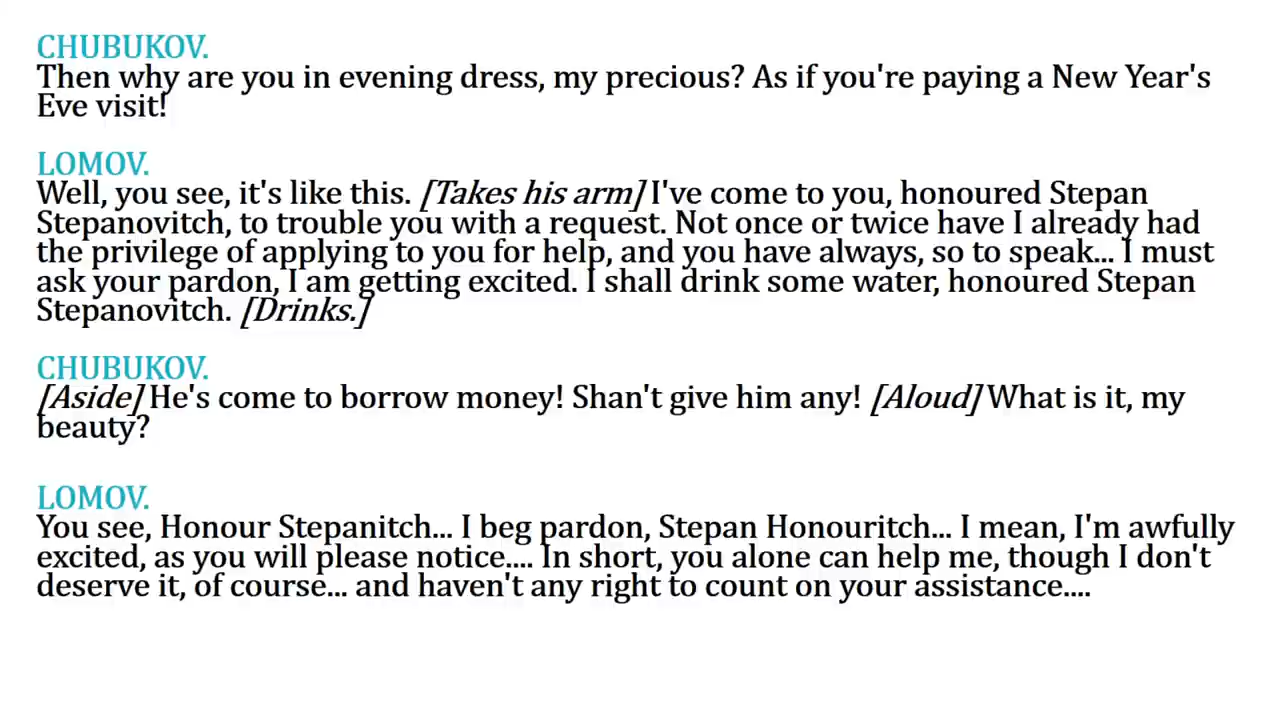 CHUBUKOV.
Then why are you in evening dress, my precious? As if you're paying a New Year's
Eve visit!
LOMOV.
Well, you see, it's like this. [Takes his arm] I've come to you, honoured Stepan
Stepanovitch, to trouble you with a request. Not once or twice have I already had
the privilege of applying to you for help, and you have always, so to speak... I must
ask your pardon, I am getting excited. I shall drink some water, honoured Stepan
Stepanovitch. [Drinks.]
CHUBUKOV.
[Aside] He's come to borrow money! Shan't give him any! [Aloud] What is it, my
beauty?
LOMOV.
You see, Honour Stepanitch... I beg pardon, Stepan Honouritch... I mean, I'm awfully
excited, as you will please notice.... In short, you alone can help me, though I don't
deserve it, of course... and haven't any right to count on your assistance....